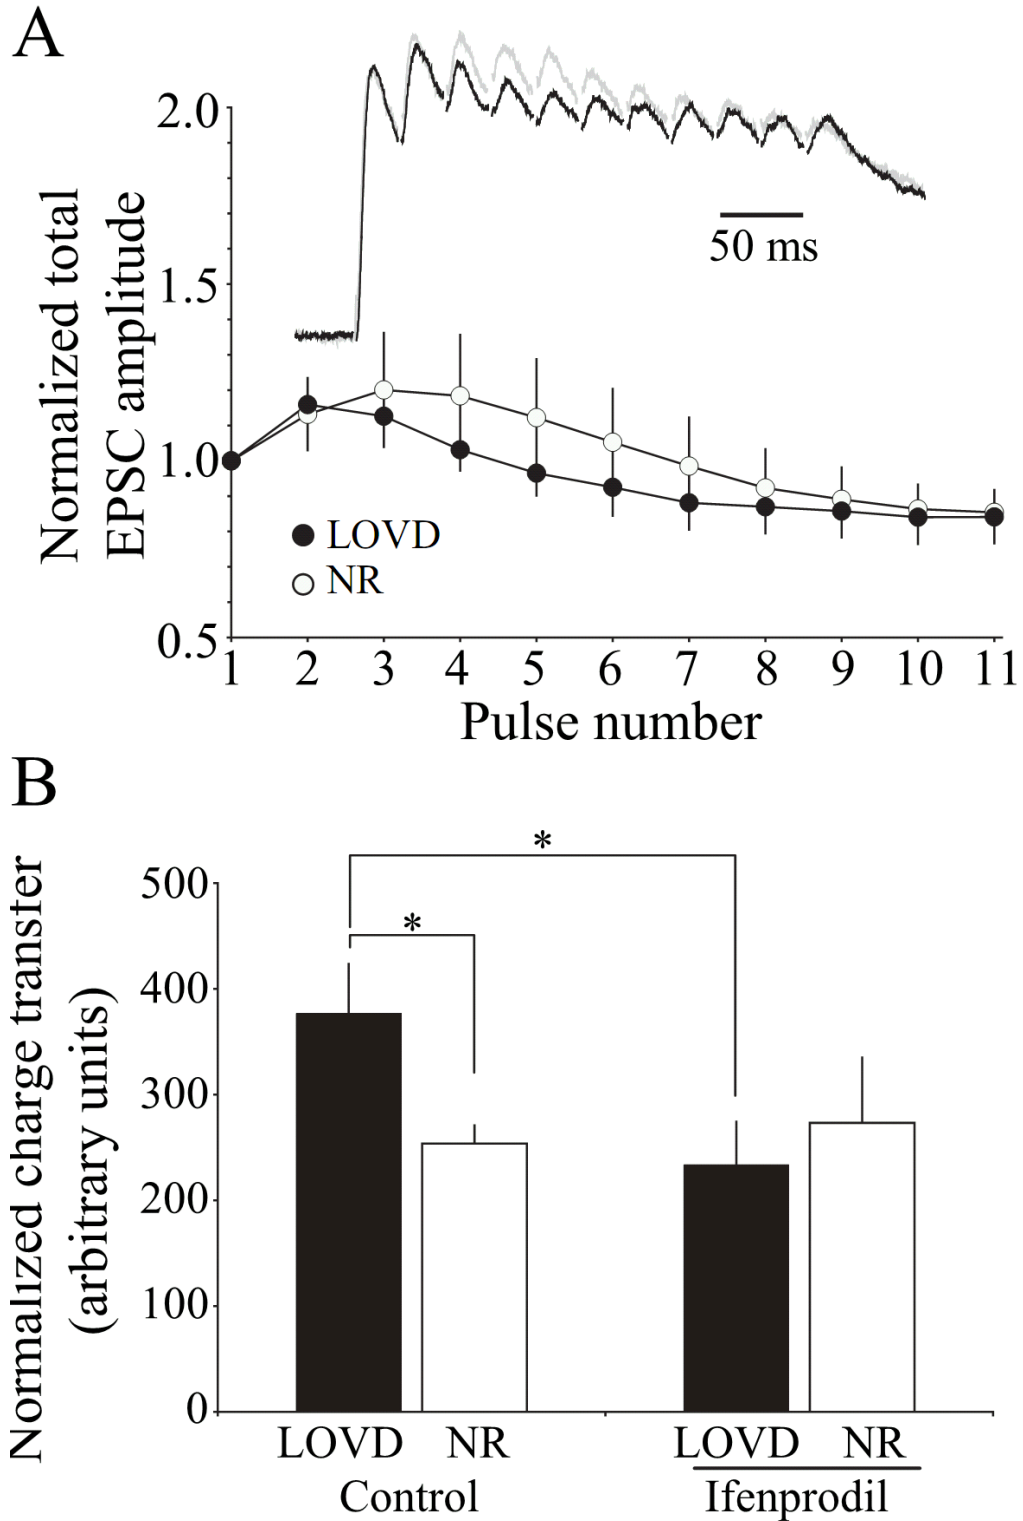 A
Normalized total
EPSC amplitude
2.0
1.5
1.0
0.5
50 ms
LOVD
NR
1 2 3 4 5 6 7 8 9 10 11
Pulse number
B
Normalized charge transfer
(arbitrary units)
500
400
300
200
100
0
*
*
LOVD NR LOVD NR
Control Ifenprodil